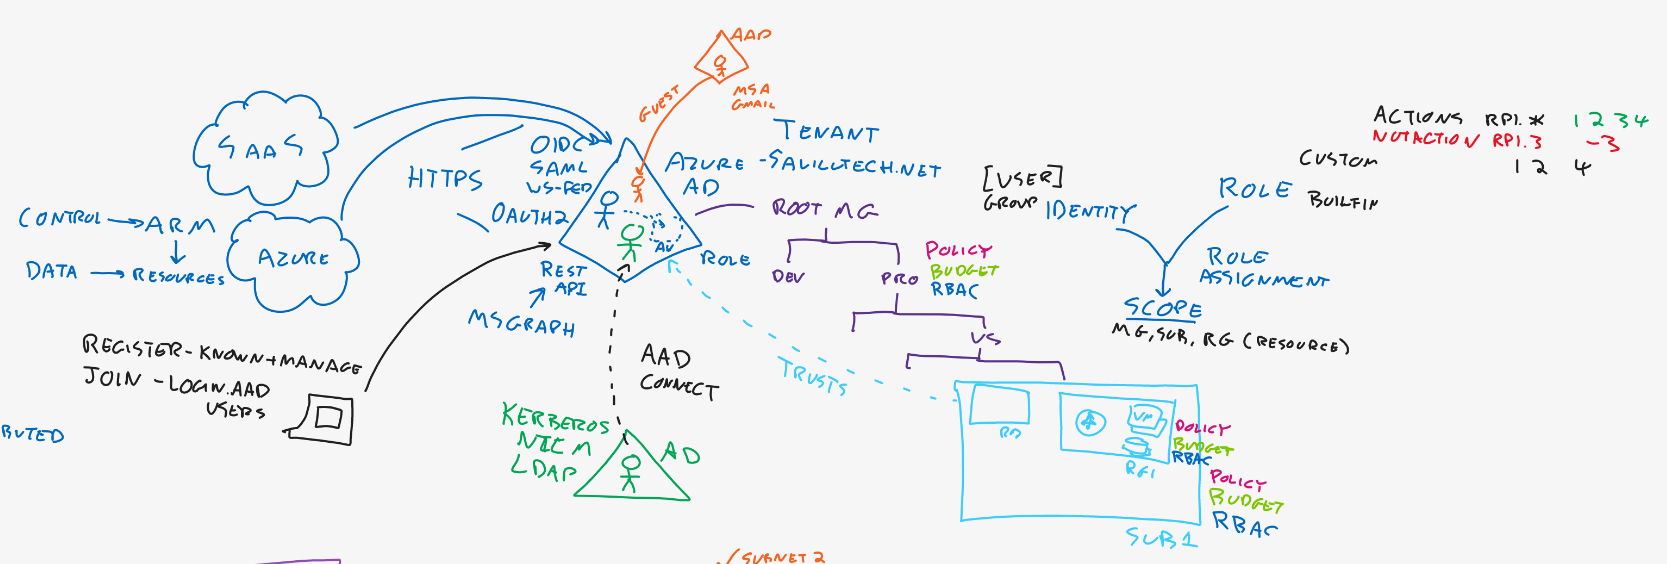 AAD
MSA
GMAIL
GUEST
SAAS
OIDC
SAML
WS-FED
HTTPS
OAUTH2
TENANT
AZURE - SAVILLTECH.NET
AD
CONTROL → ARM
DATA → RESOURCES
AZURE
AU
ROLE
REST
API
MSGRAPH
ROOT MG
DEV
PRO
POLICY
BUDGET
RBAC
US
[USER]
GROUP
IDENTITY
ROLE
CUSTOM
BUILTIN
ACTIONS RP1.* 1 2 3 4
NOTACTION RP1.3 -3
1 2 4
ROLE
ASSIGNMENT
SCOPE
MG, SUB, RG (RESOURCE)
REGISTER - KNOWN + MANAGE
JOIN - LOGIN.AAD
USERS
BUTED
AAD
CONNECT
KERBEROS
NTLM
LDAP
AD
TRUSTS
VM
RG1
POLICY
BUDGET
RBAC
POLICY
BUDGET
RBAC
SUB1
SUBNET 2